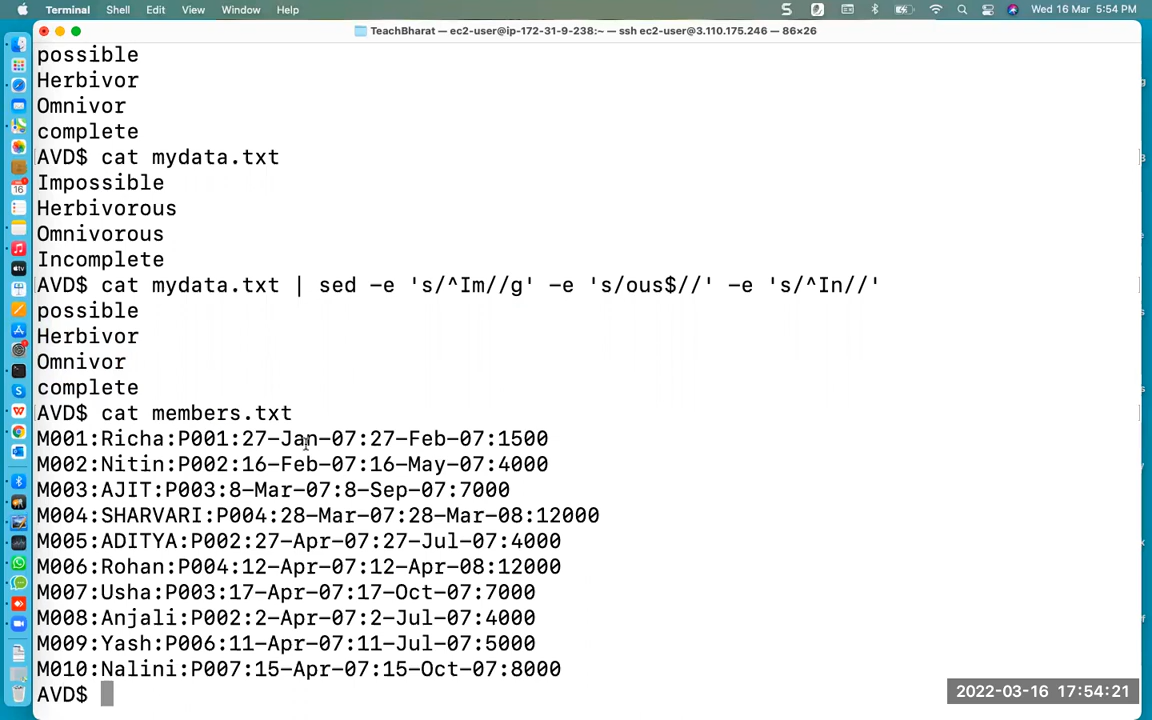 Terminal Shell Edit View Window Help Wed 16 Mar 5:54 PM
TeachBharat — ec2-user@ip-172-31-9-238:~ — ssh ec2-user@3.110.175.246 — 86×26
possible
Herbivor
Omnivor
complete
AVD$ cat mydata.txt
Impossible
Herbivorous
Omnivorous
Incomplete
AVD$ cat mydata.txt | sed -e 's/^Im//g' -e 's/ous$//' -e 's/^In//'
possible
Herbivor
Omnivor
complete
AVD$ cat members.txt
M001:Richa:P001:27-Jan-07:27-Feb-07:1500
M002:Nitin:P002:16-Feb-07:16-May-07:4000
M003:AJIT:P003:8-Mar-07:8-Sep-07:7000
M004:SHARVARI:P004:28-Mar-07:28-Mar-08:12000
M005:ADITYA:P002:27-Apr-07:27-Jul-07:4000
M006:Rohan:P004:12-Apr-07:12-Apr-08:12000
M007:Usha:P003:17-Apr-07:17-Oct-07:7000
M008:Anjali:P002:2-Apr-07:2-Jul-07:4000
M009:Yash:P006:11-Apr-07:11-Jul-07:5000
M010:Nalini:P007:15-Apr-07:15-Oct-07:8000
AVD$
2022-03-16 17:54:21